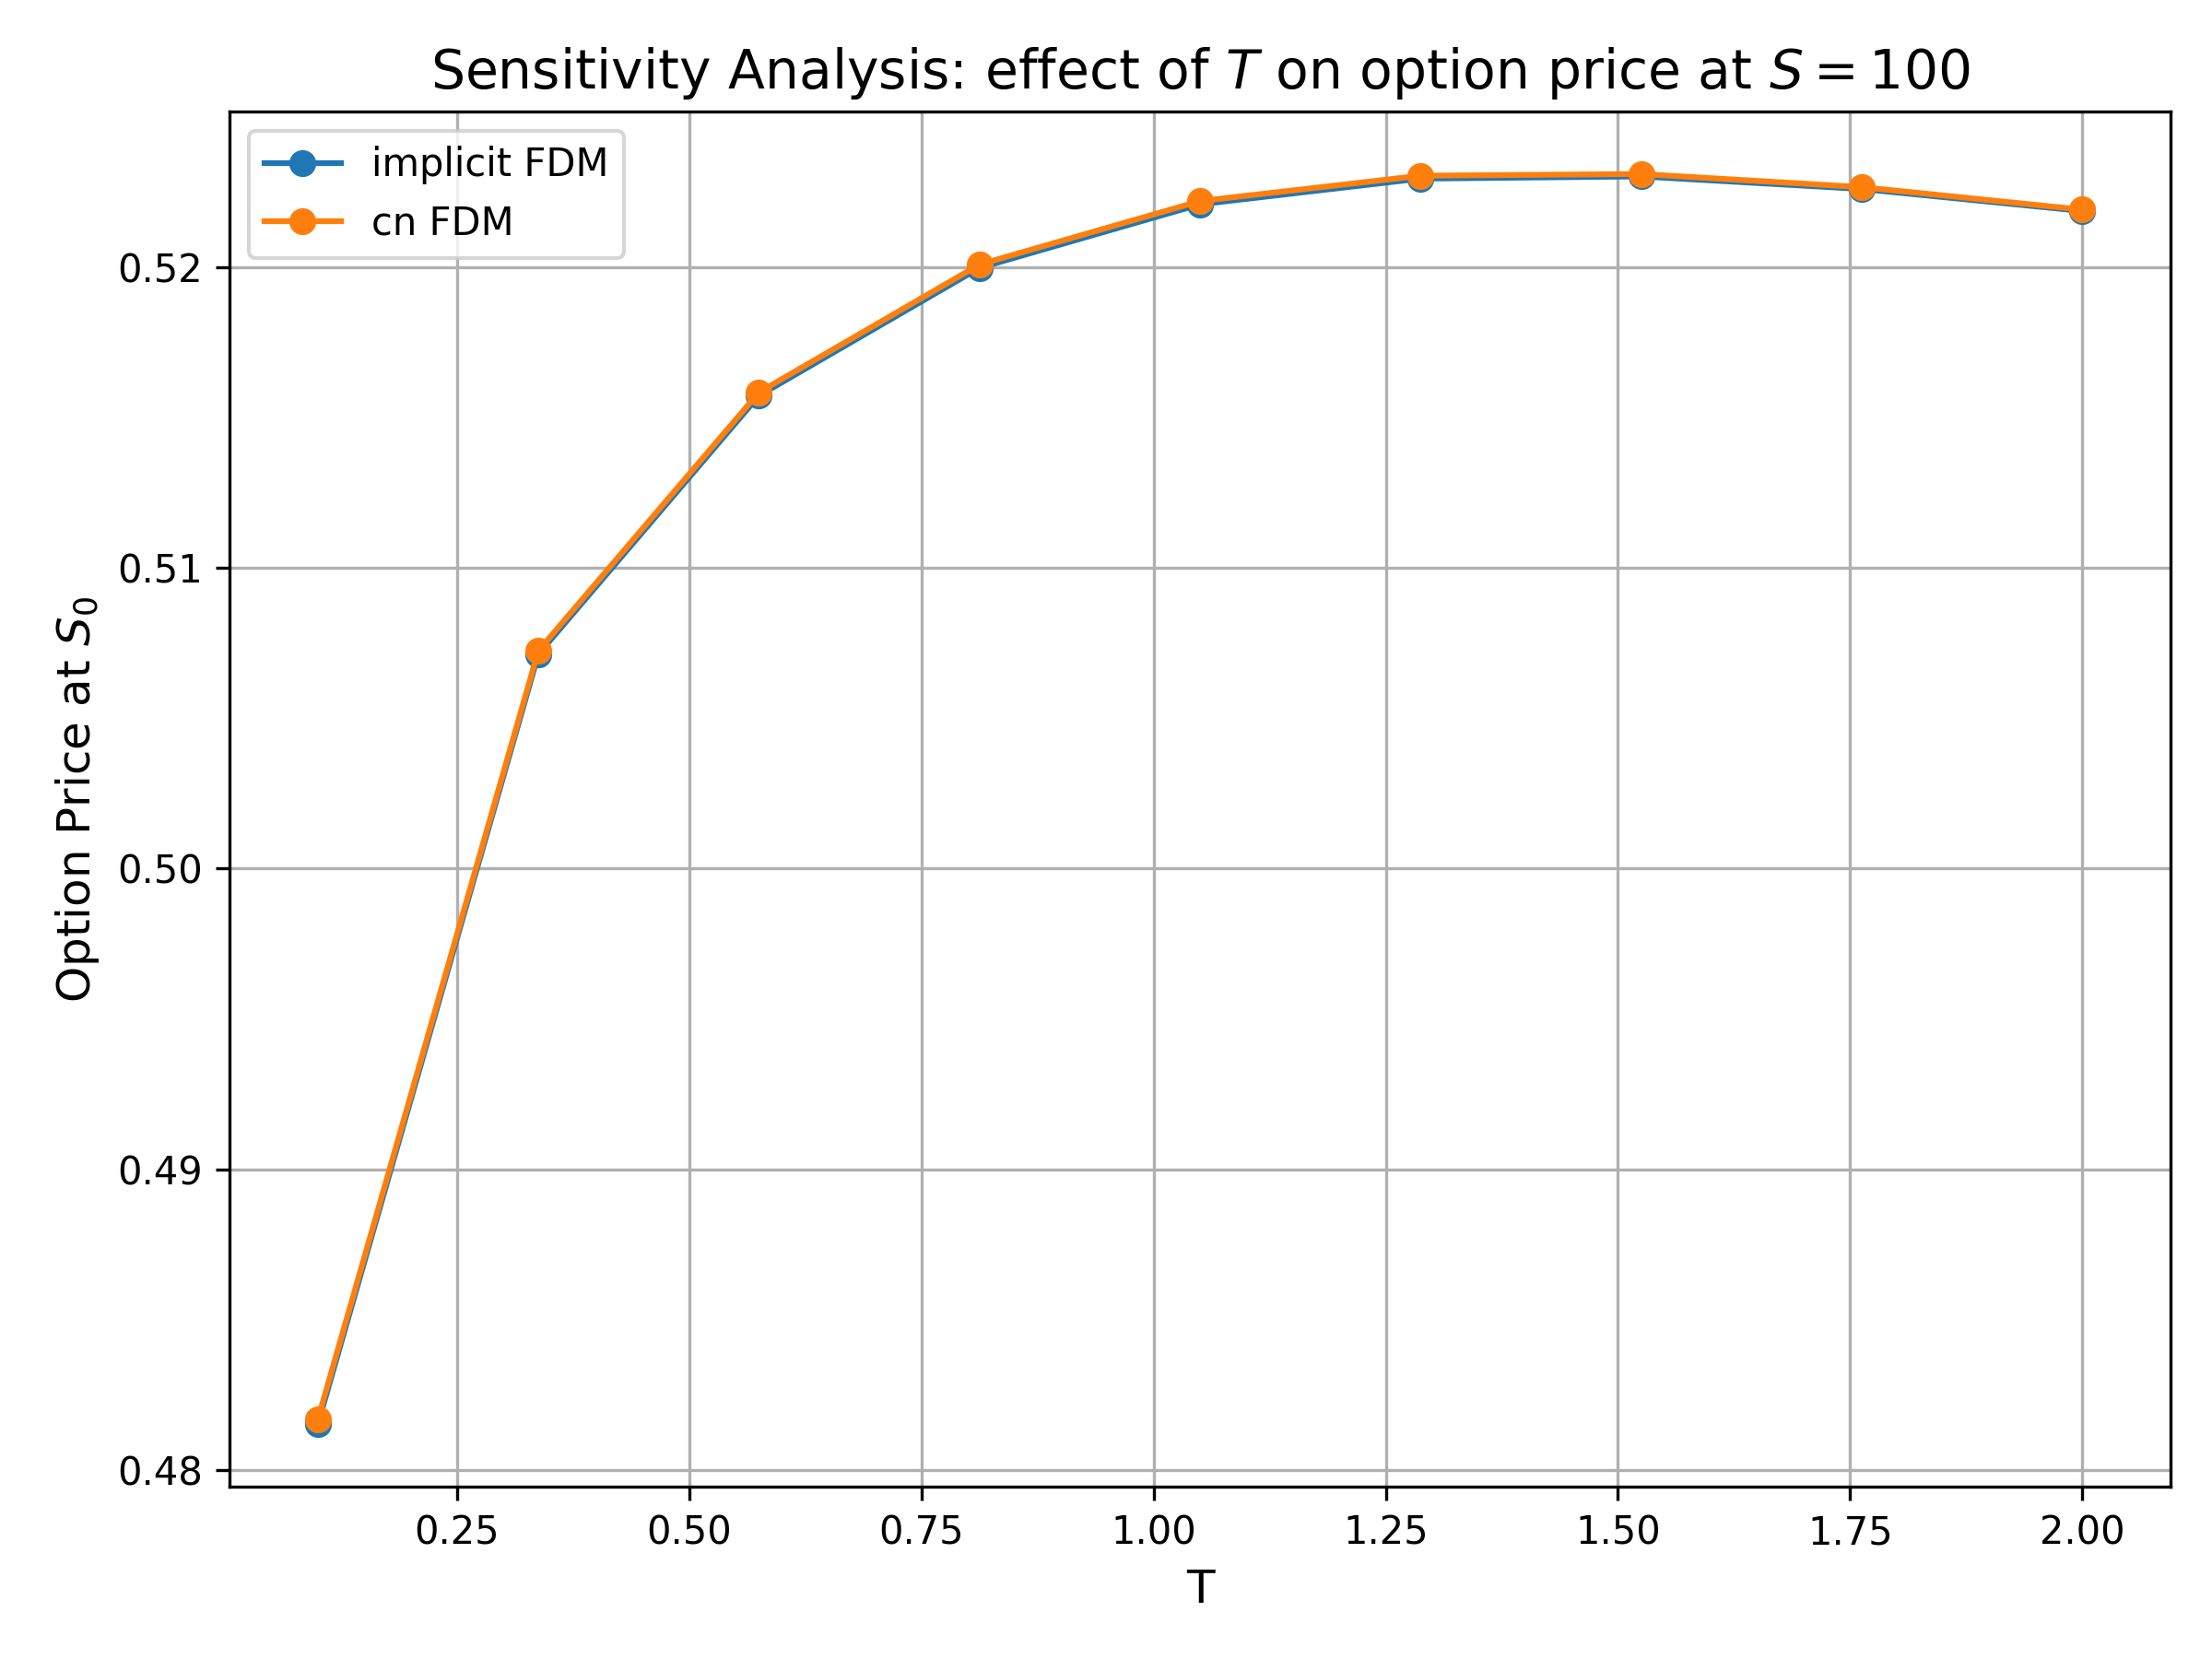 Sensitivity Analysis: effect of T on option price at S = 100
implicit FDM
cn FDM
0.52
0.51
0.50
0.49
0.48
Option Price at S₀
0.25 0.50 0.75 1.00 1.25 1.50 1.75 2.00
T